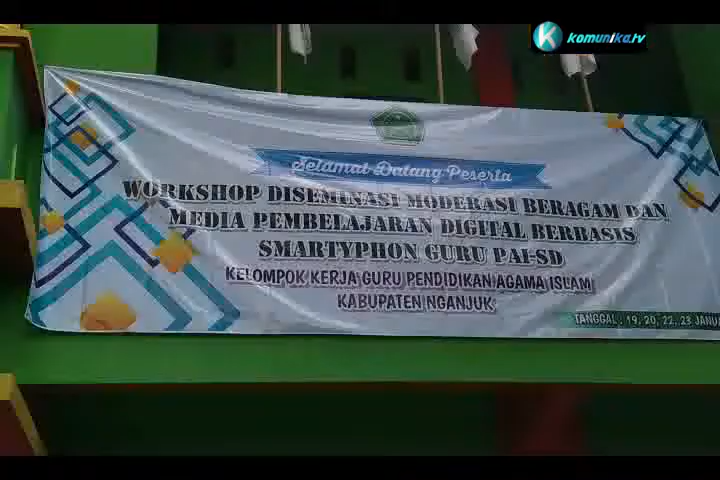 komunika.tv
Selamat Datang Peserta
WORKSHOP DISEMINASI MODERASI BERAGAM DAN
MEDIA PEMBELAJARAN DIGITAL BERBASIS
SMARTYPHON GURU PAI-SD
KELOMPOK KERJA GURU PENDIDIKAN AGAMA ISLAM
KABUPATEN NGANJUK
TANGGAL : 19, 20, 22, 23 JANU